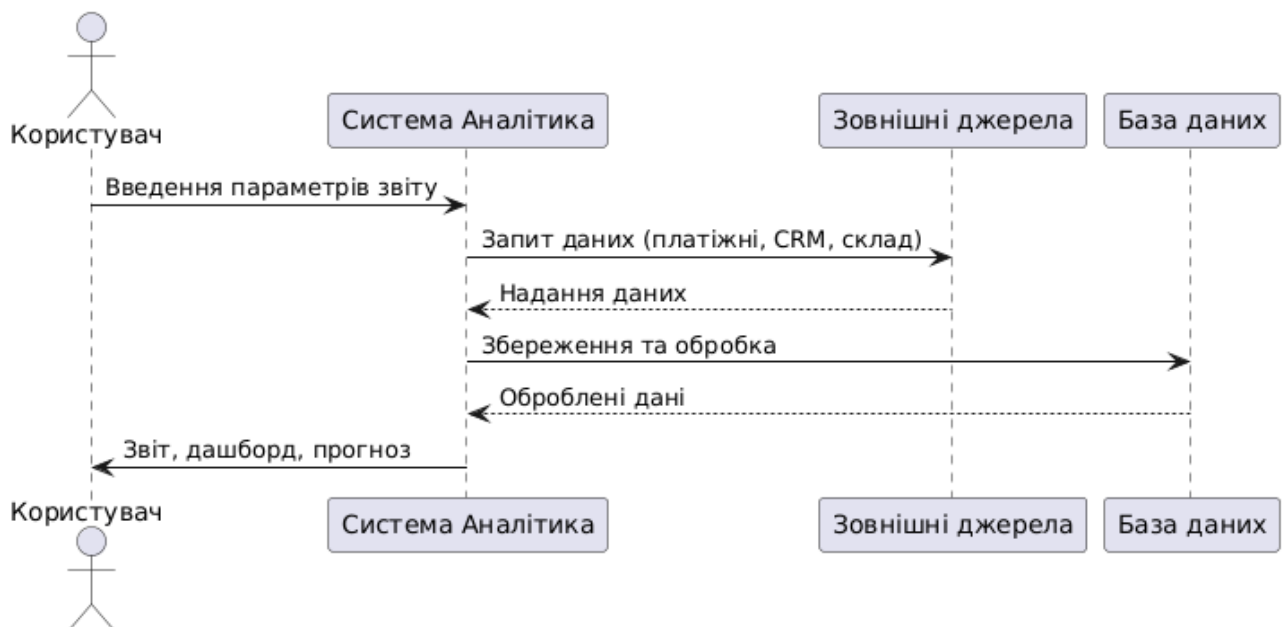 Користувач
Система Аналітика
Зовнішні джерела
База даних
Введення параметрів звіту
Запит даних (платіжні, CRM, склад)
Надання даних
Збереження та обробка
Оброблені дані
Звіт, дашборд, прогноз
Користувач
Система Аналітика
Зовнішні джерела
База даних